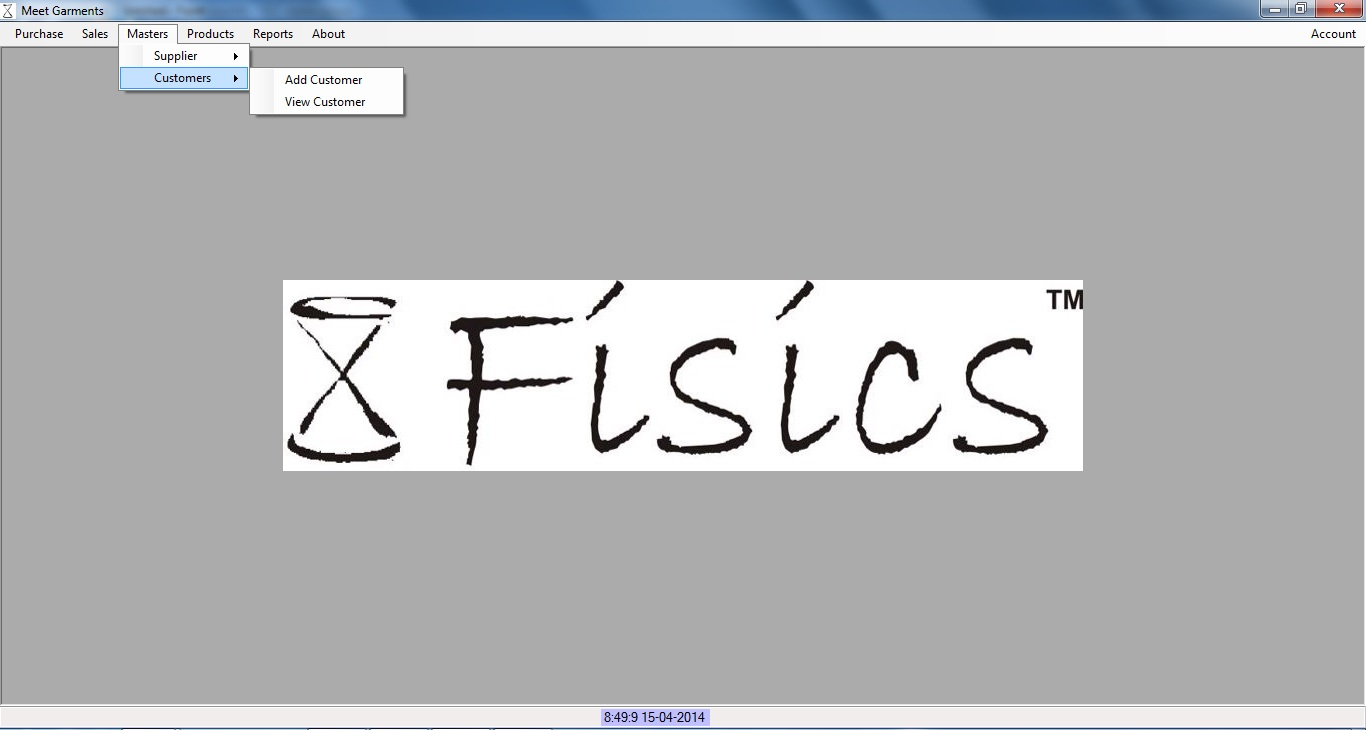 Meet Garments
Purchase Sales Masters Products Reports About Account
Supplier
Customers
Add Customer
View Customer
Físícs TM
8:49:9 15-04-2014